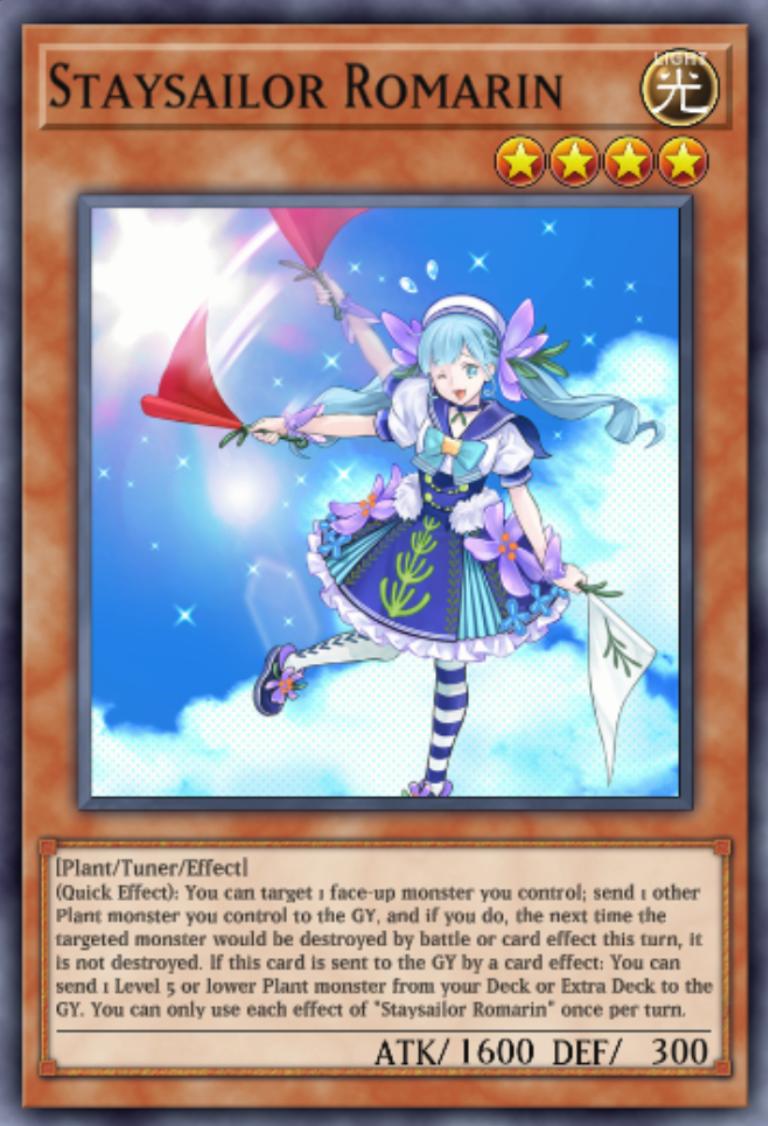 STAYSAILOR ROMARIN
LIGHT
光
[Plant/Tuner/Effect]
(Quick Effect): You can target 1 face-up monster you control; send 1 other
Plant monster you control to the GY, and if you do, the next time the
targeted monster would be destroyed by battle or card effect this turn, it
is not destroyed. If this card is sent to the GY by a card effect: You can
send 1 Level 5 or lower Plant monster from your Deck or Extra Deck to the
GY. You can only use each effect of "Staysailor Romarin" once per turn.
ATK/ 1600 DEF/ 300